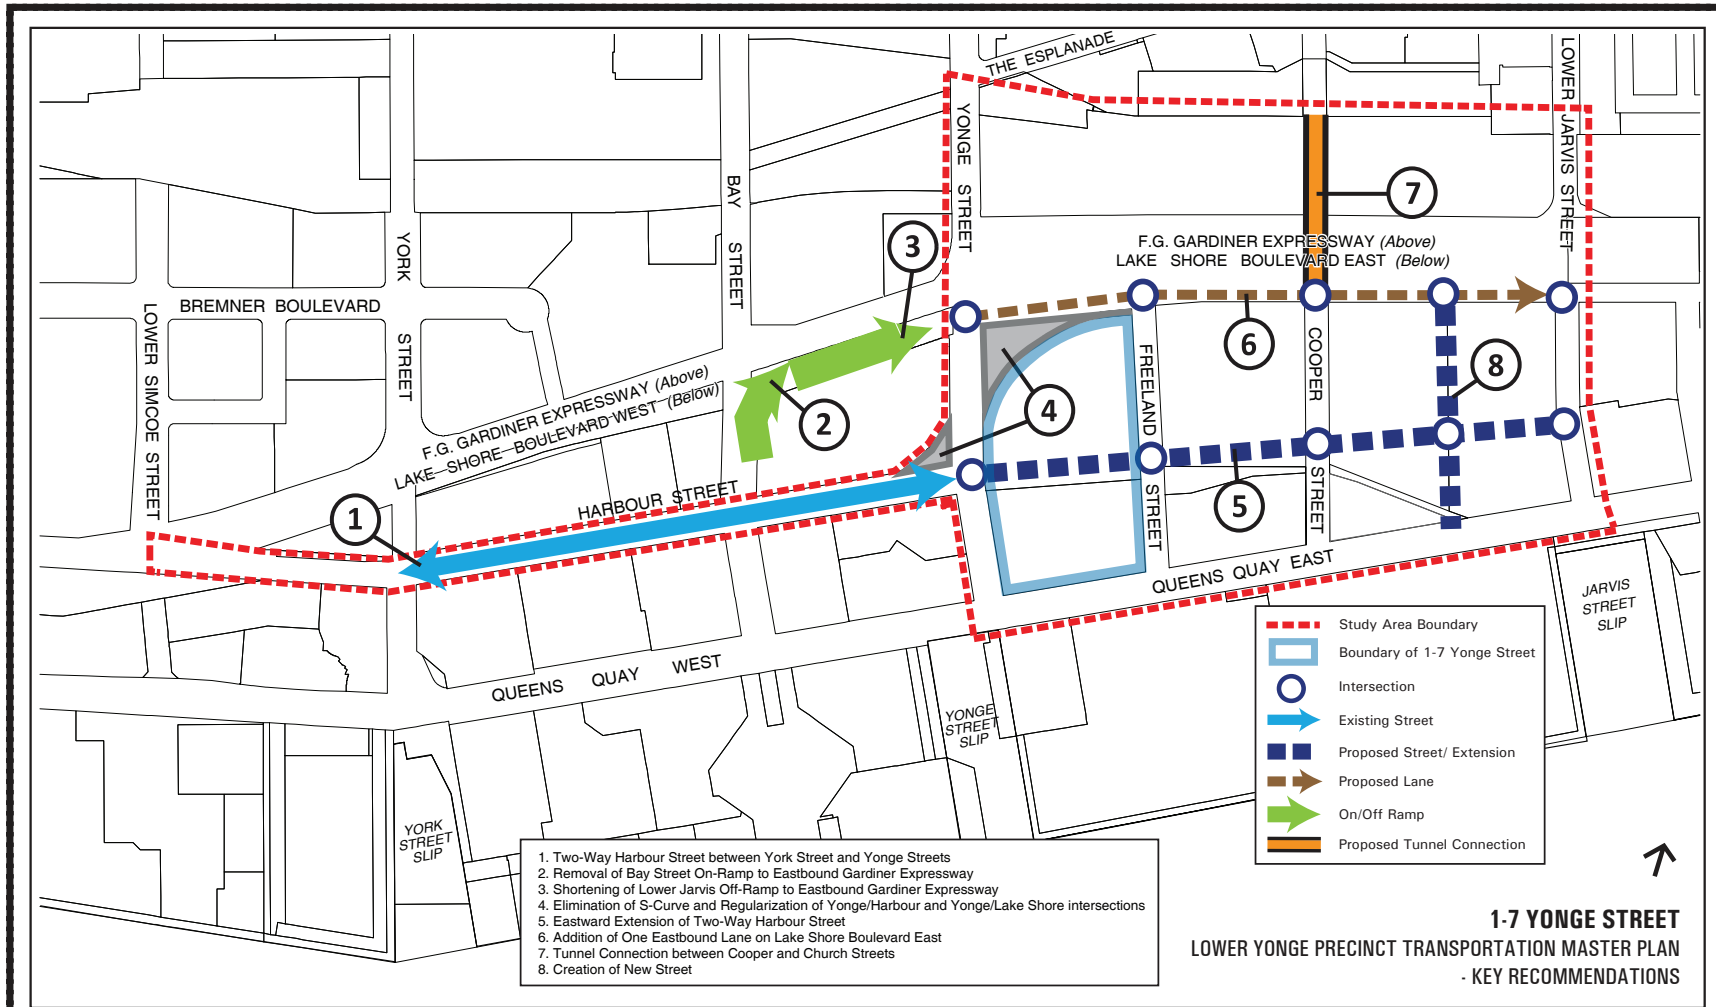 THE ESPLANADE
YONGE STREET
LOWER JARVIS STREET
BAY STREET
YORK STREET
LOWER SIMCOE STREET
BREMNER BOULEVARD
F.G. GARDINER EXPRESSWAY (Above)
LAKE SHORE BOULEVARD EAST (Below)
F.G. GARDINER EXPRESSWAY (Above)
LAKE SHORE BOULEVARD WEST (Below)
HARBOUR STREET
FREELAND STREET
COOPER STREET
QUEENS QUAY EAST
QUEENS QUAY WEST
1
2
3
4
5
6
7
8
YORK
STREET
SLIP
YONGE
STREET
SLIP
JARVIS
STREET
SLIP
Study Area Boundary
Boundary of 1-7 Yonge Street
Intersection
Existing Street
Proposed Street/ Extension
Proposed Lane
On/Off Ramp
Proposed Tunnel Connection
1. Two-Way Harbour Street between York Street and Yonge Streets
2. Removal of Bay Street On-Ramp to Eastbound Gardiner Expressway
3. Shortening of Lower Jarvis Off-Ramp to Eastbound Gardiner Expressway
4. Elimination of S-Curve and Regularization of Yonge/Harbour and Yonge/Lake Shore intersections
5. Eastward Extension of Two-Way Harbour Street
6. Addition of One Eastbound Lane on Lake Shore Boulevard East
7. Tunnel Connection between Cooper and Church Streets
8. Creation of New Street
1-7 YONGE STREET
LOWER YONGE PRECINCT TRANSPORTATION MASTER PLAN
- KEY RECOMMENDATIONS